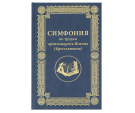 СИМФОНИЯ
по трудам
архимандрита Иоанна
(Крестьянкина)